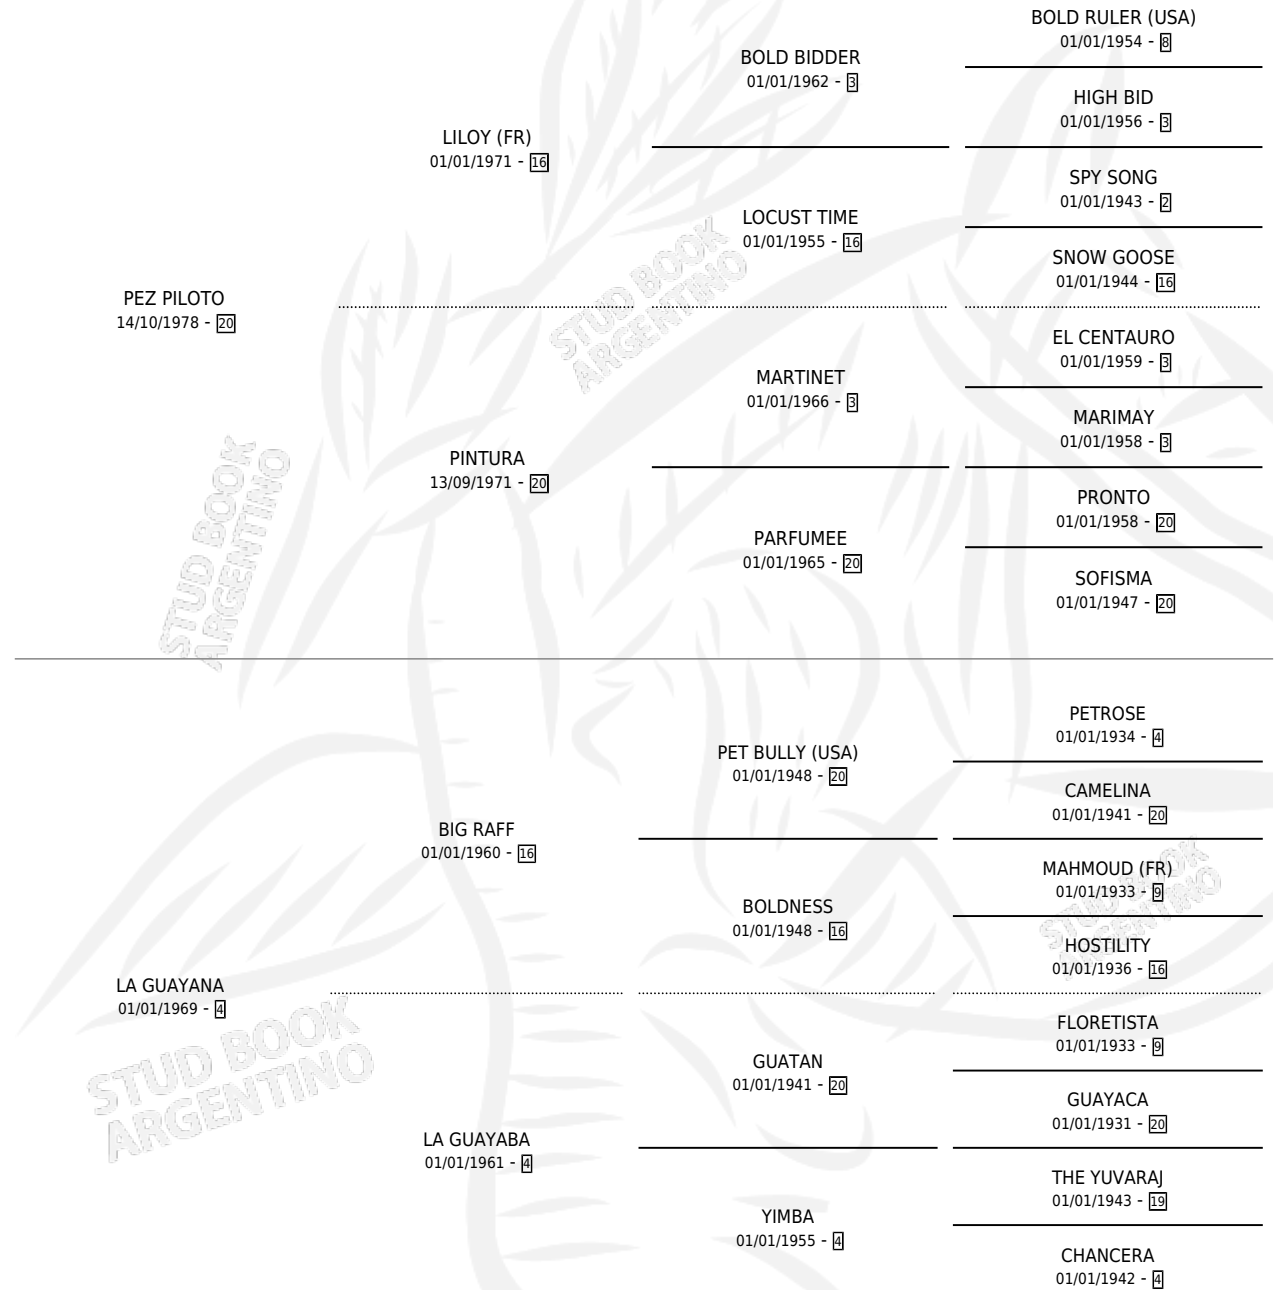 BOLD RULER (USA)
01/01/1954 - 8
BOLD BIDDER
01/01/1962 - 3
HIGH BID
01/01/1956 - 3
LILOY (FR)
01/01/1971 - 16
SPY SONG
01/01/1943 - 2
LOCUST TIME
01/01/1955 - 16
SNOW GOOSE
01/01/1944 - 16
PEZ PILOTO
14/10/1978 - 20
STUD BOOK
ARGENTINO
EL CENTAURO
01/01/1959 - 3
MARTINET
01/01/1966 - 3
MARIMAY
01/01/1958 - 3
PINTURA
13/09/1971 - 20
PRONTO
01/01/1958 - 20
PARFUMEE
01/01/1965 - 20
SOFISMA
01/01/1947 - 20
STUD BOOK
ARGENTINO
PETROSE
01/01/1934 - 4
PET BULLY (USA)
01/01/1948 - 20
CAMELINA
01/01/1941 - 20
BIG RAFF
01/01/1960 - 16
MAHMOUD (FR)
01/01/1933 - 9
STUD BOOK
ARGENTINO
BOLDNESS
01/01/1948 - 16
HOSTILITY
01/01/1936 - 16
LA GUAYANA
01/01/1969 - 4
STUD BOOK
ARGENTINO
FLORETISTA
01/01/1933 - 9
GUATAN
01/01/1941 - 20
GUAYACA
01/01/1931 - 20
LA GUAYABA
01/01/1961 - 4
THE YUVARAJ
01/01/1943 - 19
YIMBA
01/01/1955 - 4
CHANCERA
01/01/1942 - 4